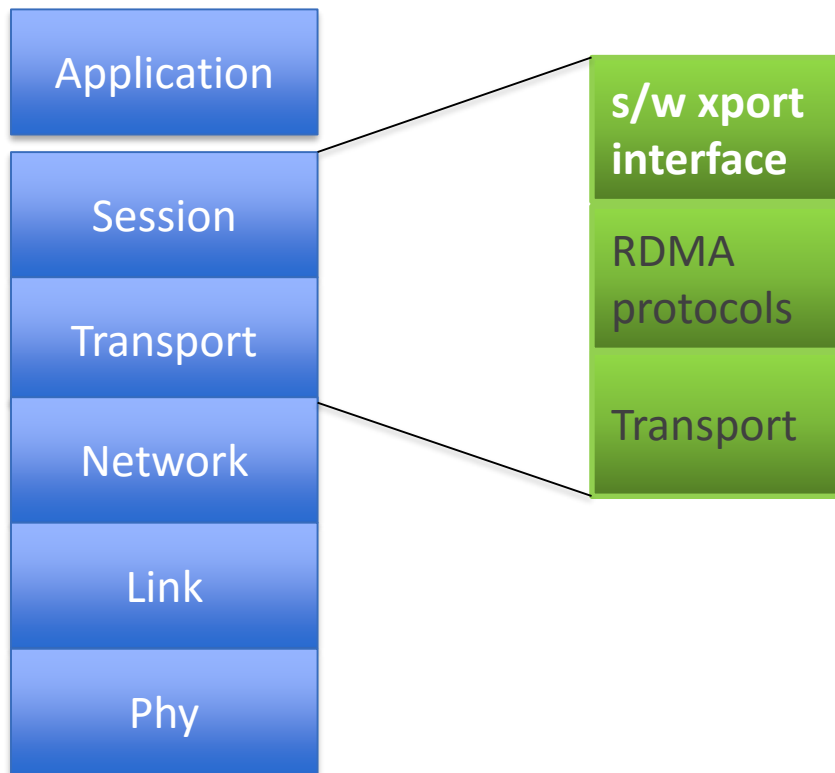 Application
Session
Transport
Network
Link
Phy
s/w xport
interface
RDMA
protocols
Transport